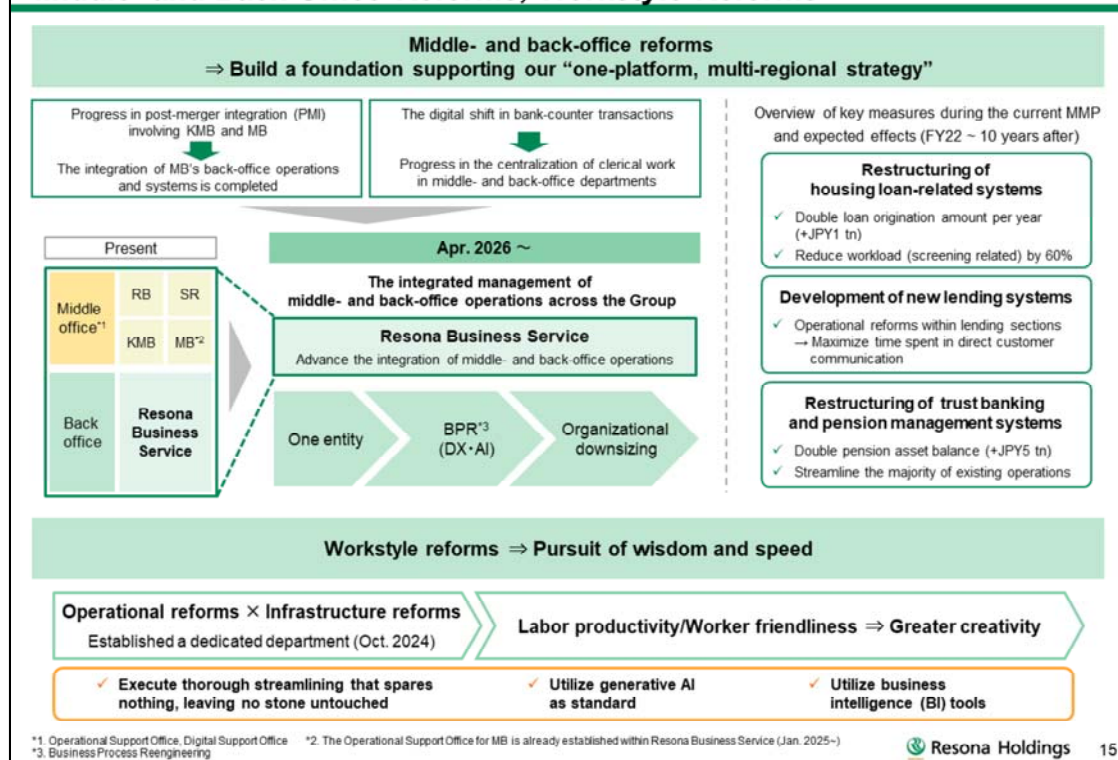 Middle- and back-office reforms
⇒ Build a foundation supporting our “one-platform, multi-regional strategy”
Progress in post-merger integration (PMI)
involving KMB and MB
The integration of MB's back-office operations
and systems is completed
The digital shift in bank-counter transactions
Progress in the centralization of clerical work
in middle- and back-office departments
Present
Middle
office*1
RB
SR
KMB
MB*2
Back
office
Resona
Business
Service
Apr. 2026 ～
The integrated management of
middle- and back-office operations across the Group
Resona Business Service
Advance the integration of middle- and back-office operations
One entity
BPR*3
(DX・AI)
Organizational
downsizing
Overview of key measures during the current MMP
and expected effects (FY22 ~ 10 years after)
Restructuring of
housing loan-related systems
✓ Double loan origination amount per year
(+JPY1 tn)
✓ Reduce workload (screening related) by 60%
Development of new lending systems
✓ Operational reforms within lending sections
→ Maximize time spent in direct customer
communication
Restructuring of trust banking
and pension management systems
✓ Double pension asset balance (+JPY5 tn)
✓ Streamline the majority of existing operations
Workstyle reforms ⇒ Pursuit of wisdom and speed
Operational reforms × Infrastructure reforms
Established a dedicated department (Oct. 2024)
Labor productivity/Worker friendliness ⇒ Greater creativity
✓ Execute thorough streamlining that spares
nothing, leaving no stone untouched
✓ Utilize generative AI
as standard
✓ Utilize business
intelligence (BI) tools
*1. Operational Support Office, Digital Support Office *2. The Operational Support Office for MB is already established within Resona Business Service (Jan. 2025~)
*3. Business Process Reengineering
Resona Holdings 15